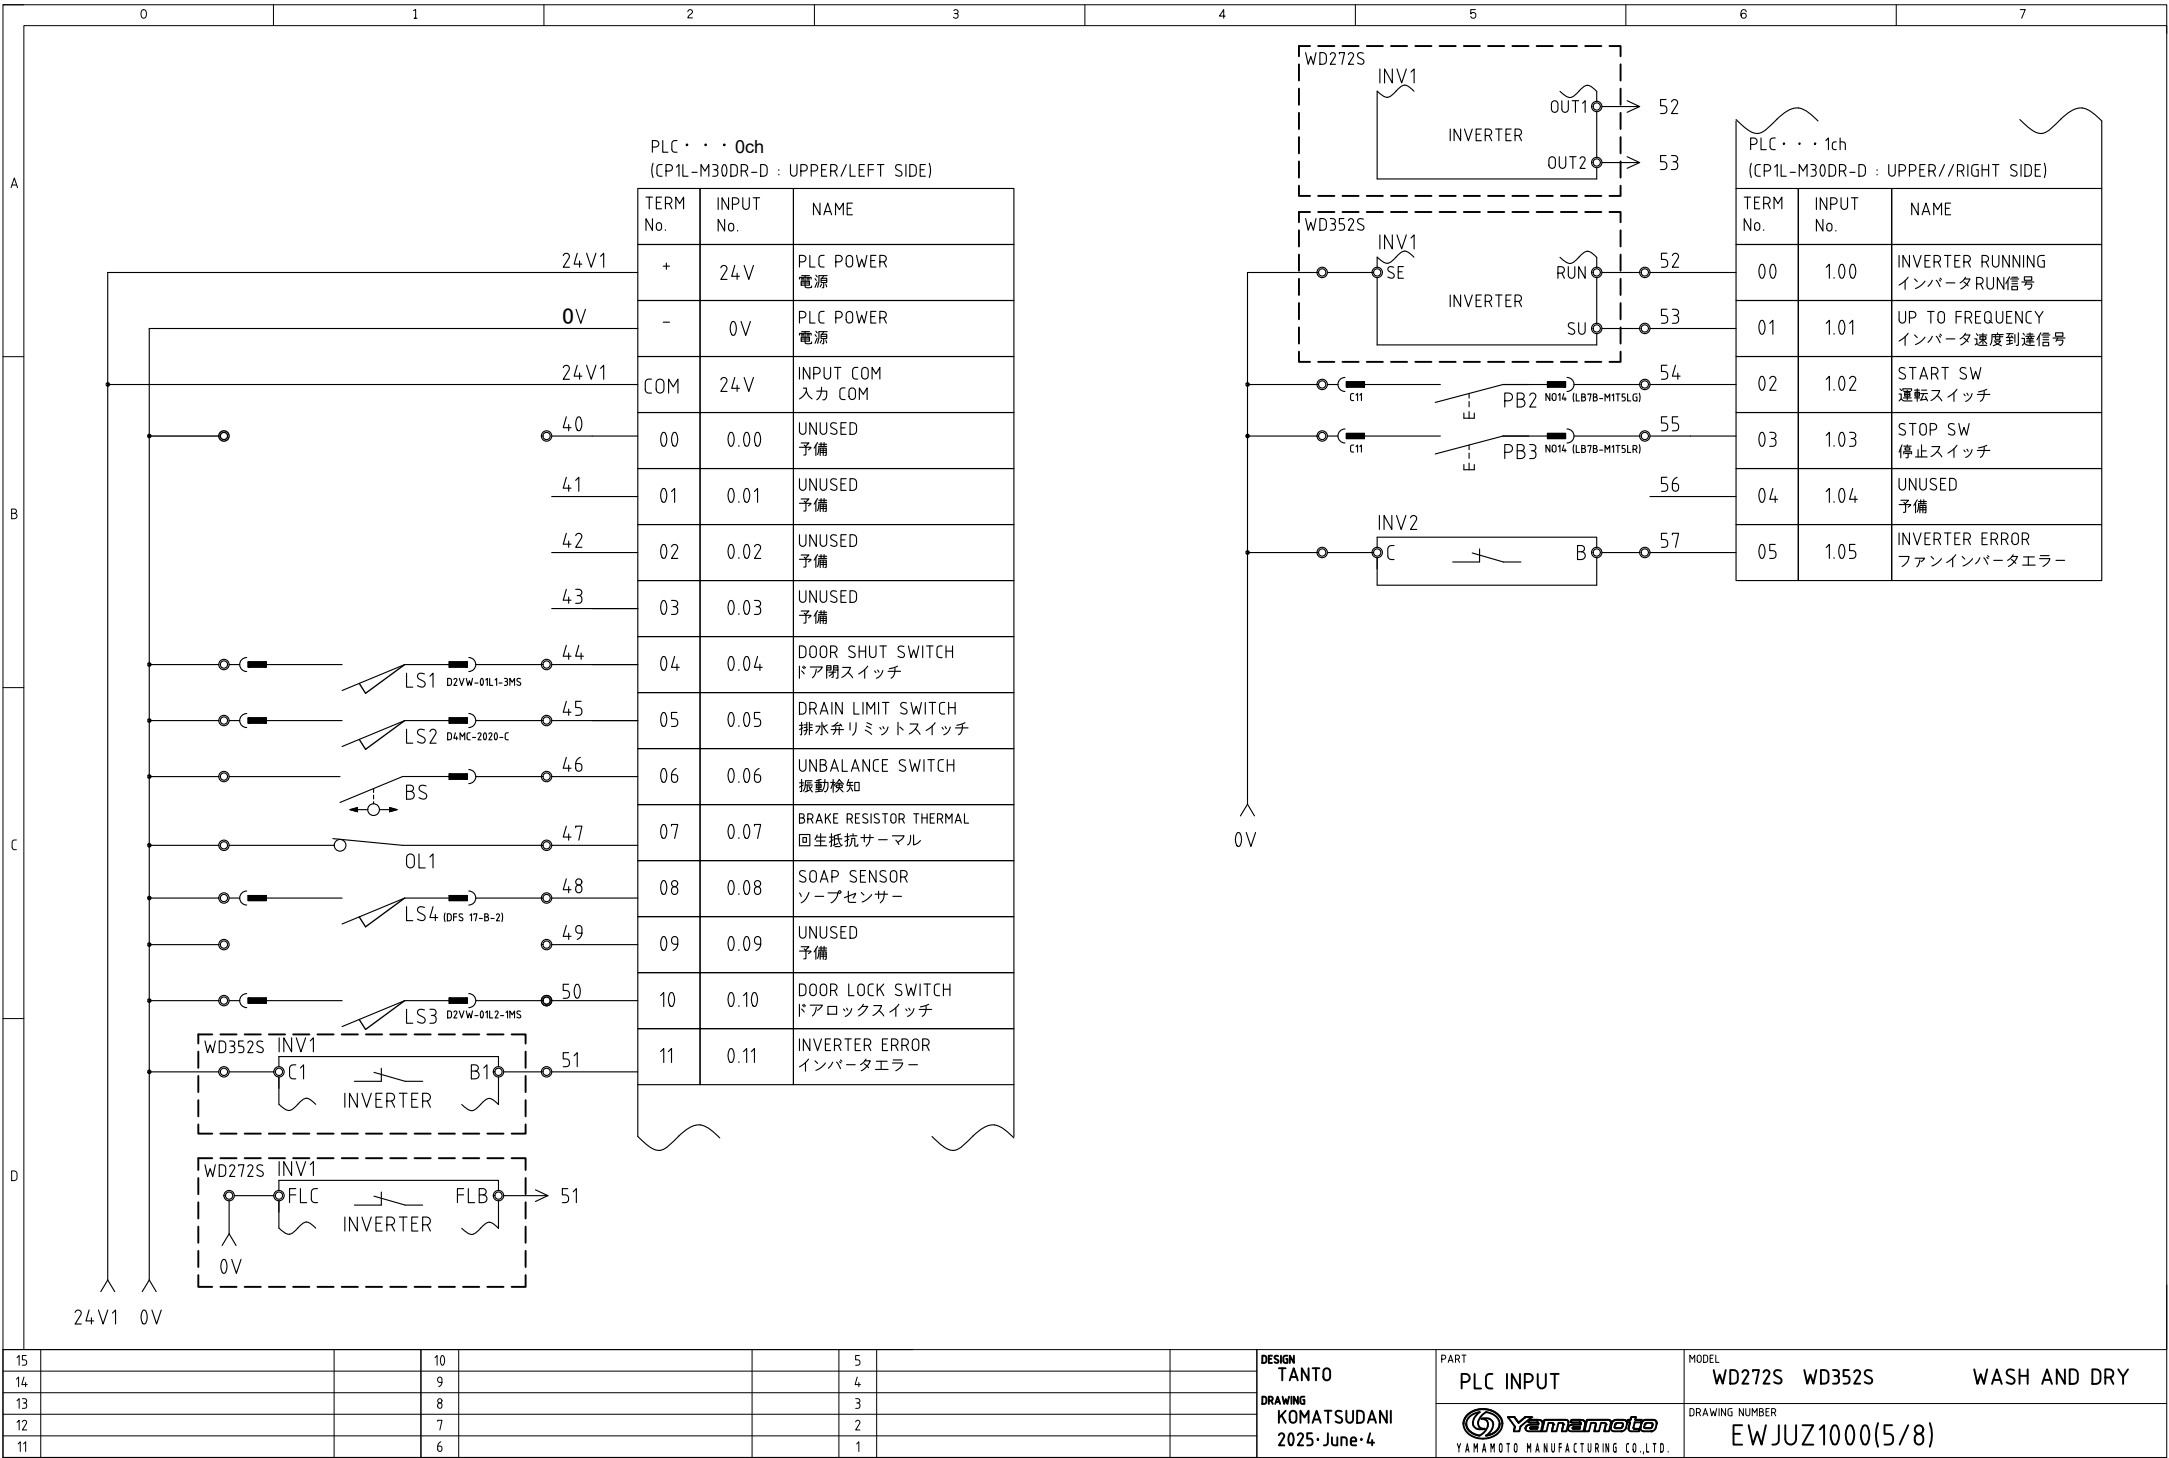 0 1 2 3 4 5 6 7
A
B
C
D
PLC・・・0ch
(CP1L-M30DR-D : UPPER/LEFT SIDE)
TERM No. INPUT No. NAME
24V1 + 24V PLC POWER
電源
0V - 0V PLC POWER
電源
24V1 COM 24V INPUT COM
入力 COM
40 00 0.00 UNUSED
予備
41 01 0.01 UNUSED
予備
42 02 0.02 UNUSED
予備
43 03 0.03 UNUSED
予備
LS1 D2VW-01L1-3MS 44 04 0.04 DOOR SHUT SWITCH
ドア閉スイッチ
LS2 D4MC-2020-C 45 05 0.05 DRAIN LIMIT SWITCH
排水弁リミットスイッチ
BS 46 06 0.06 UNBALANCE SWITCH
振動検知
OL1 47 07 0.07 BRAKE RESISTOR THERMAL
回生抵抗サーマル
LS4 (DFS 17-B-2) 48 08 0.08 SOAP SENSOR
ソープセンサー
49 09 0.09 UNUSED
予備
LS3 D2VW-01L2-1MS 50 10 0.10 DOOR LOCK SWITCH
ドアロックスイッチ
51 11 0.11 INVERTER ERROR
インバータエラー
WD352S INV1
C1 B1
INVERTER
WD272S INV1
FLC FLB 51
INVERTER
0V
24V1 0V
WD272S
INV1
OUT1 52
INVERTER
OUT2 53
WD352S
INV1
SE RUN
INVERTER
SU
PLC・・・1ch
(CP1L-M30DR-D : UPPER//RIGHT SIDE)
TERM No. INPUT No. NAME
52 00 1.00 INVERTER RUNNING
インバータRUN信号
53 01 1.01 UP TO FREQUENCY
インバータ速度到達信号
C11 PB2 NO14 (LB7B-M1T5LG) 54 02 1.02 START SW
運転スイッチ
C11 PB3 NO14 (LB7B-M1T5LR) 55 03 1.03 STOP SW
停止スイッチ
56 04 1.04 UNUSED
予備
INV2
C B 57 05 1.05 INVERTER ERROR
ファンインバータエラー
0V
15 10 5
14 9 4
13 8 3
12 7 2
11 6 1
DESIGN
TANTO
DRAWING
KOMATSUDANI
2025・June・4
PART
PLC INPUT
Yamamoto
YAMAMOTO MANUFACTURING CO.,LTD.
MODEL
WD272S WD352S WASH AND DRY
DRAWING NUMBER
EWJUZ1000(5/8)